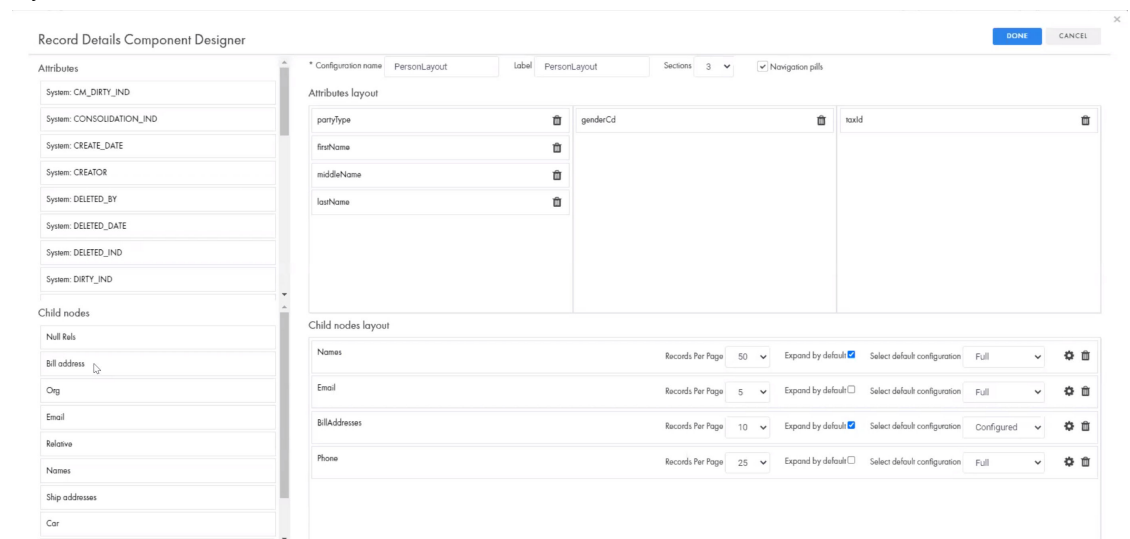 Record Details Component Designer
DONE
CANCEL
Attributes
System: CM_DIRTY_IND
System: CONSOLIDATION_IND
System: CREATE_DATE
System: CREATOR
System: DELETED_BY
System: DELETED_DATE
System: DELETED_IND
System: DIRTY_IND
Child nodes
Null Rels
Bill address
Org
Email
Relative
Names
Ship addresses
Car
* Configuration name PersonLayout Label PersonLayout Sections 3 Navigation pills
Attributes layout
partyType genderCd taxId
firstName
middleName
lastName
Child nodes layout
Names Records Per Page 50 Expand by default Select default configuration Full
Email Records Per Page 5 Expand by default Select default configuration Full
BillAddresses Records Per Page 10 Expand by default Select default configuration Configured
Phone Records Per Page 25 Expand by default Select default configuration Full